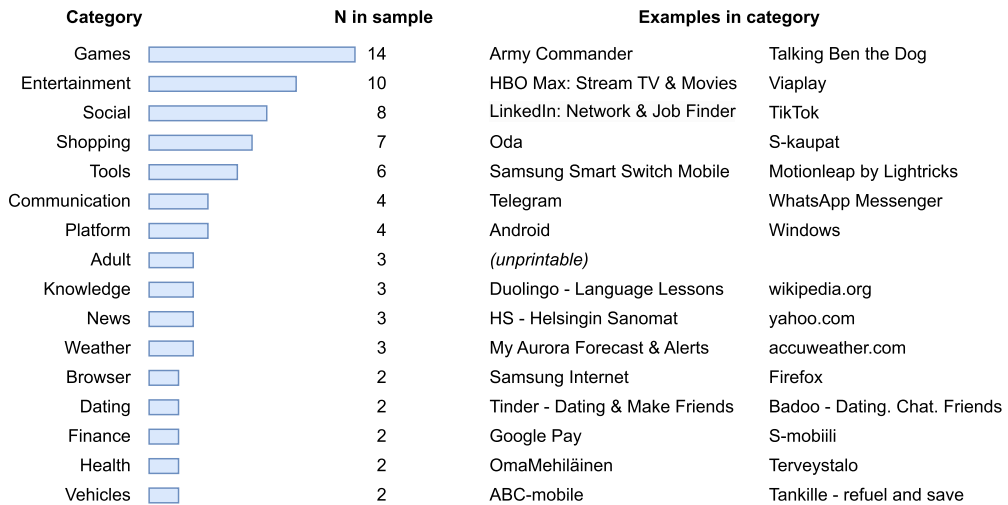 Category N in sample Examples in category
Games 14 Army Commander Talking Ben the Dog
Entertainment 10 HBO Max: Stream TV & Movies Viaplay
Social 8 LinkedIn: Network & Job Finder TikTok
Shopping 7 Oda S-kaupat
Tools 6 Samsung Smart Switch Mobile Motionleap by Lightricks
Communication 4 Telegram WhatsApp Messenger
Platform 4 Android Windows
Adult 3 (unprintable)
Knowledge 3 Duolingo - Language Lessons wikipedia.org
News 3 HS - Helsingin Sanomat yahoo.com
Weather 3 My Aurora Forecast & Alerts accuweather.com
Browser 2 Samsung Internet Firefox
Dating 2 Tinder - Dating & Make Friends Badoo - Dating. Chat. Friends
Finance 2 Google Pay S-mobiili
Health 2 OmaMehiläinen Terveystalo
Vehicles 2 ABC-mobile Tankille - refuel and save